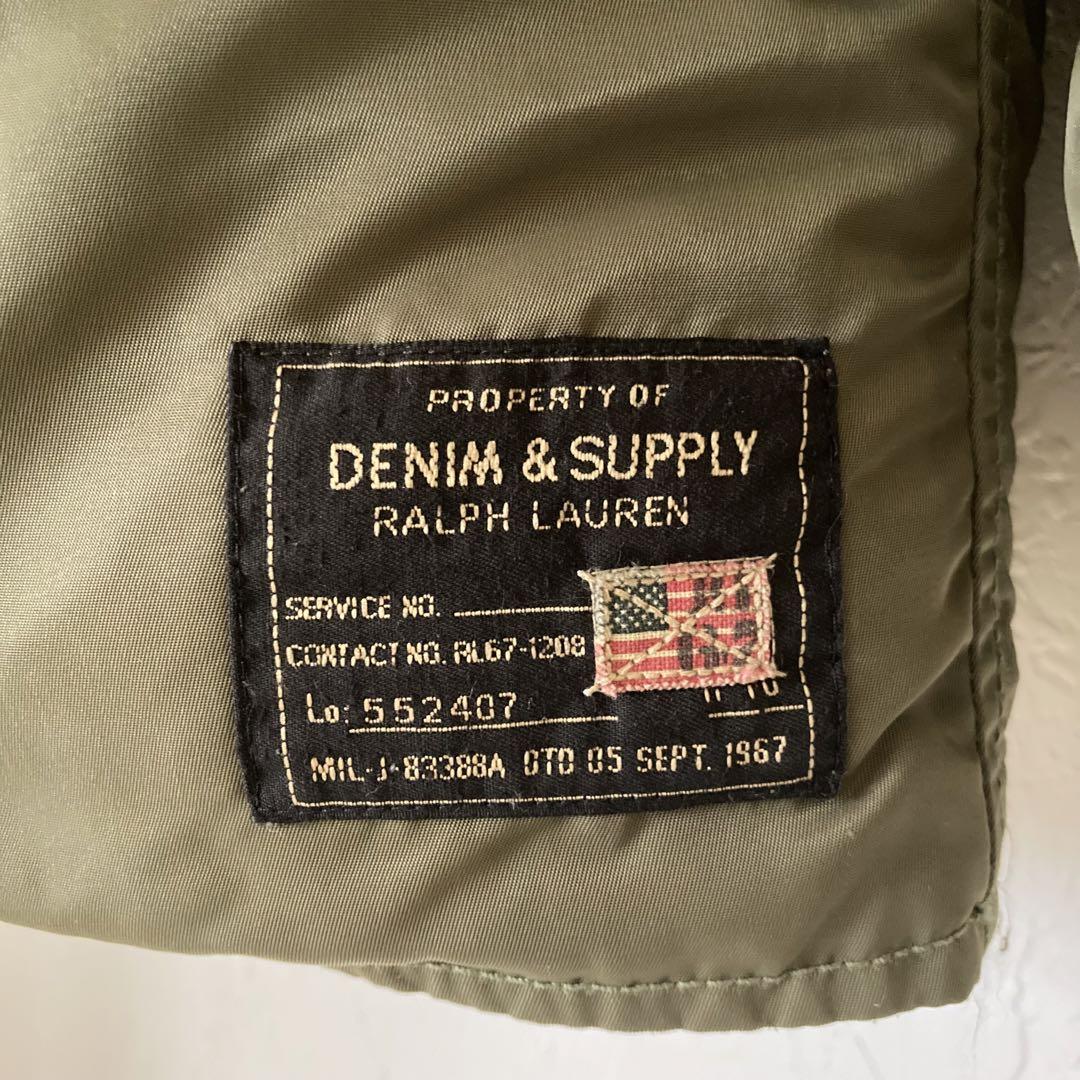 PROPERTY OF
DENIM & SUPPLY
RALPH LAUREN
SERVICE NO.
CONTACT NO. RL67-1208
Lo: 552407
MIL-J-83388A OTO 05 SEPT. 1967